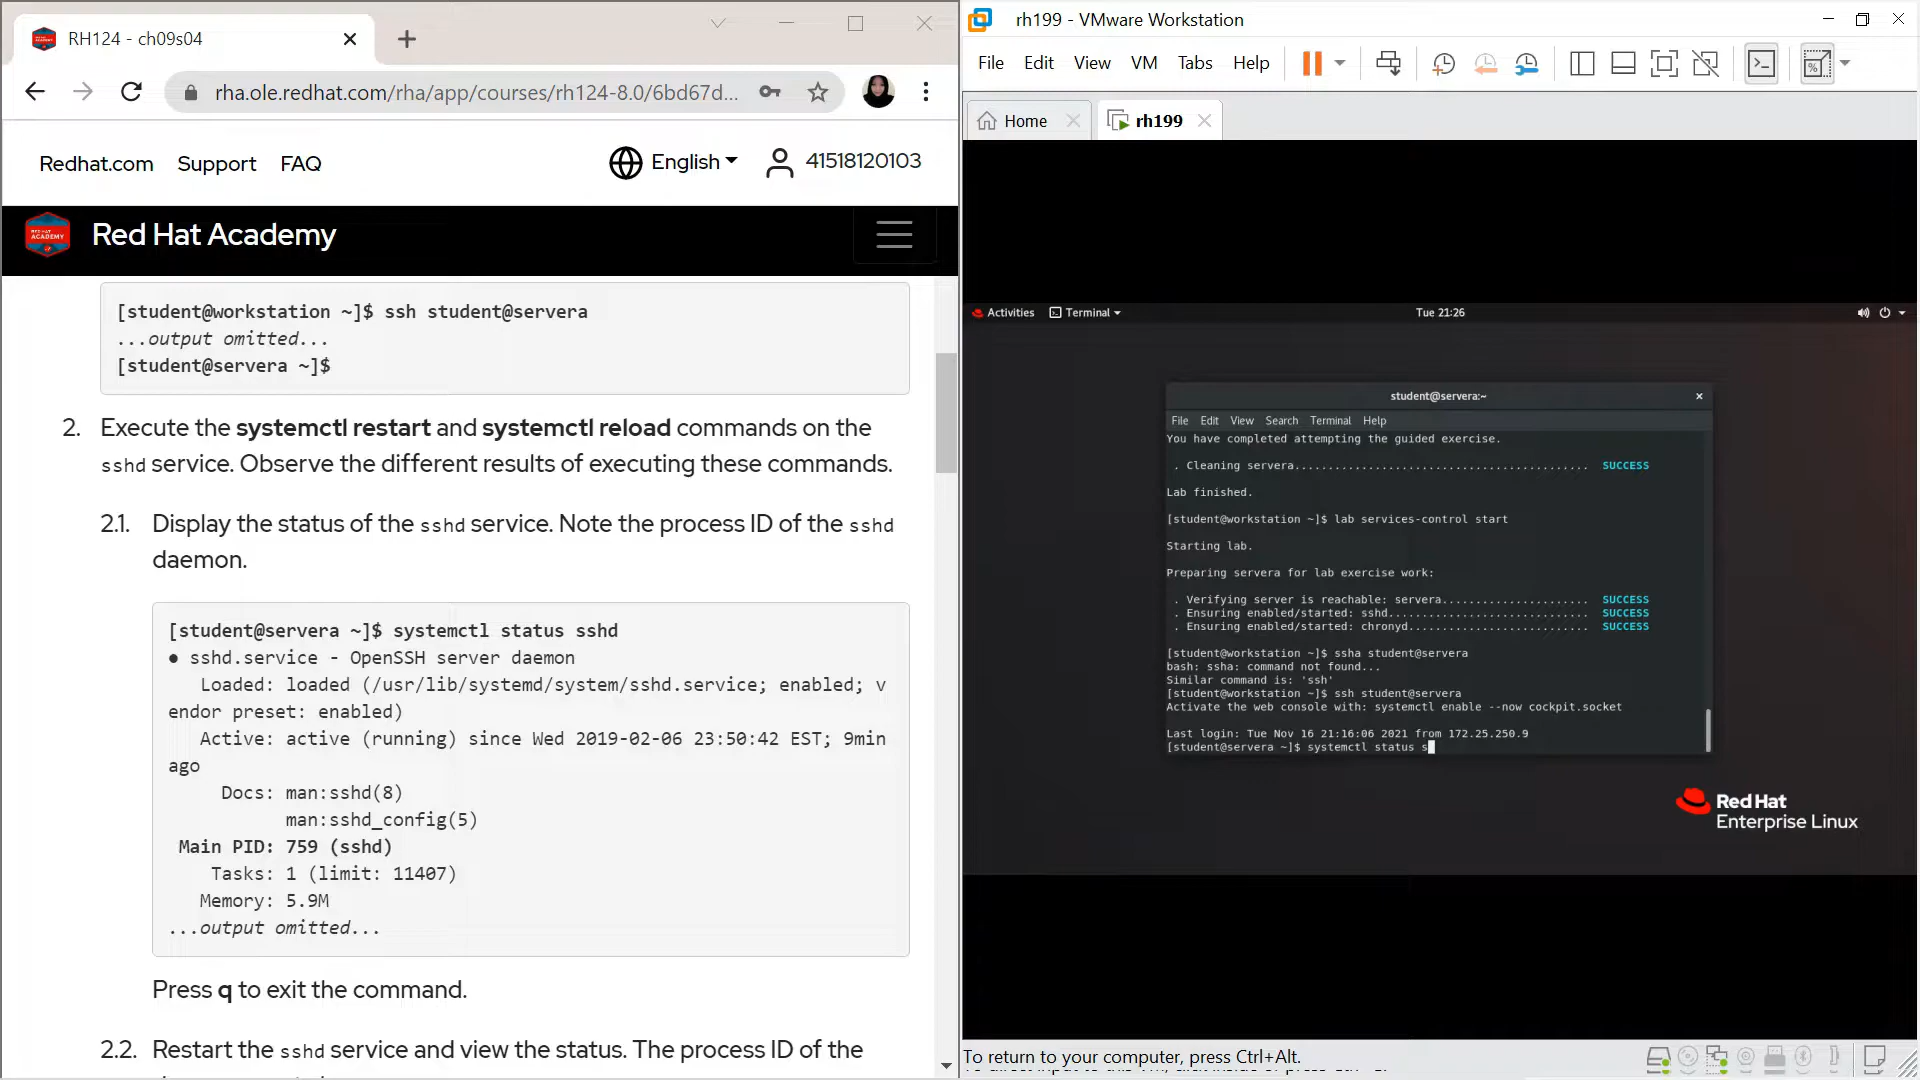 RH124 - ch09s04
rha.ole.redhat.com/rha/app/courses/rh124-8.0/6bd67d...
Redhat.com Support FAQ English 41518120103
Red Hat Academy
[student@workstation ~]$ ssh student@servera
...output omitted...
[student@servera ~]$
2. Execute the systemctl restart and systemctl reload commands on the
sshd service. Observe the different results of executing these commands.
2.1. Display the status of the sshd service. Note the process ID of the sshd
daemon.
[student@servera ~]$ systemctl status sshd
● sshd.service - OpenSSH server daemon
Loaded: loaded (/usr/lib/systemd/system/sshd.service; enabled; v
endor preset: enabled)
Active: active (running) since Wed 2019-02-06 23:50:42 EST; 9min
ago
Docs: man:sshd(8)
man:sshd_config(5)
Main PID: 759 (sshd)
Tasks: 1 (limit: 11407)
Memory: 5.9M
...output omitted...
Press q to exit the command.
2.2. Restart the sshd service and view the status. The process ID of the
rh199 - VMware Workstation
File Edit View VM Tabs Help
Home rh199
Activities Terminal Tue 21:26
student@servera:~
File Edit View Search Terminal Help
You have completed attempting the guided exercise.
. Cleaning servera............................................ SUCCESS
Lab finished.
[student@workstation ~]$ lab services-control start
Starting lab.
Preparing servera for lab exercise work:
. Verifying server is reachable: servera...................... SUCCESS
. Ensuring enabled/started: sshd.............................. SUCCESS
. Ensuring enabled/started: chronyd........................... SUCCESS
[student@workstation ~]$ ssha student@servera
bash: ssha: command not found...
Similar command is: 'ssh'
[student@workstation ~]$ ssh student@servera
Activate the web console with: systemctl enable --now cockpit.socket
Last login: Tue Nov 16 21:16:06 2021 from 172.25.250.9
[student@servera ~]$ systemctl status s
Red Hat
Enterprise Linux
To return to your computer, press Ctrl+Alt.